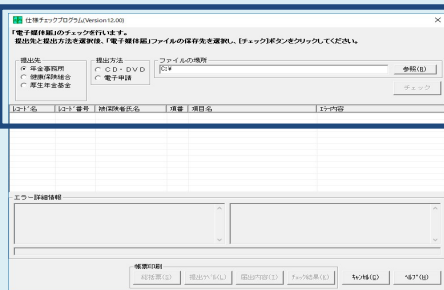 仕様チェックプログラム(Version12.00)
「電子媒体届」のチェックを行います。
提出先と提出方法を選択後、「電子媒体届」ファイルの保存先を選択し、[チェック]ボタンをクリックしてください。
提出先
年金事務所
健康保険組合
厚生年金基金
提出方法
CD・DVD
電子申請
ファイルの場所
C:¥
参照(B)
チェック
ﾚｺｰﾄﾞ名 ﾚｺｰﾄﾞ番号 被保険者氏名 項番 項目名 ｴﾗｰ内容
エラー詳細情報
帳票印刷
総括票(S) 提出ﾗﾍﾞﾙ(L) 届出内容(I) ﾁｪｯｸ結果(K) ｷｬﾝｾﾙ(C) ﾍﾙﾌﾟ(H)